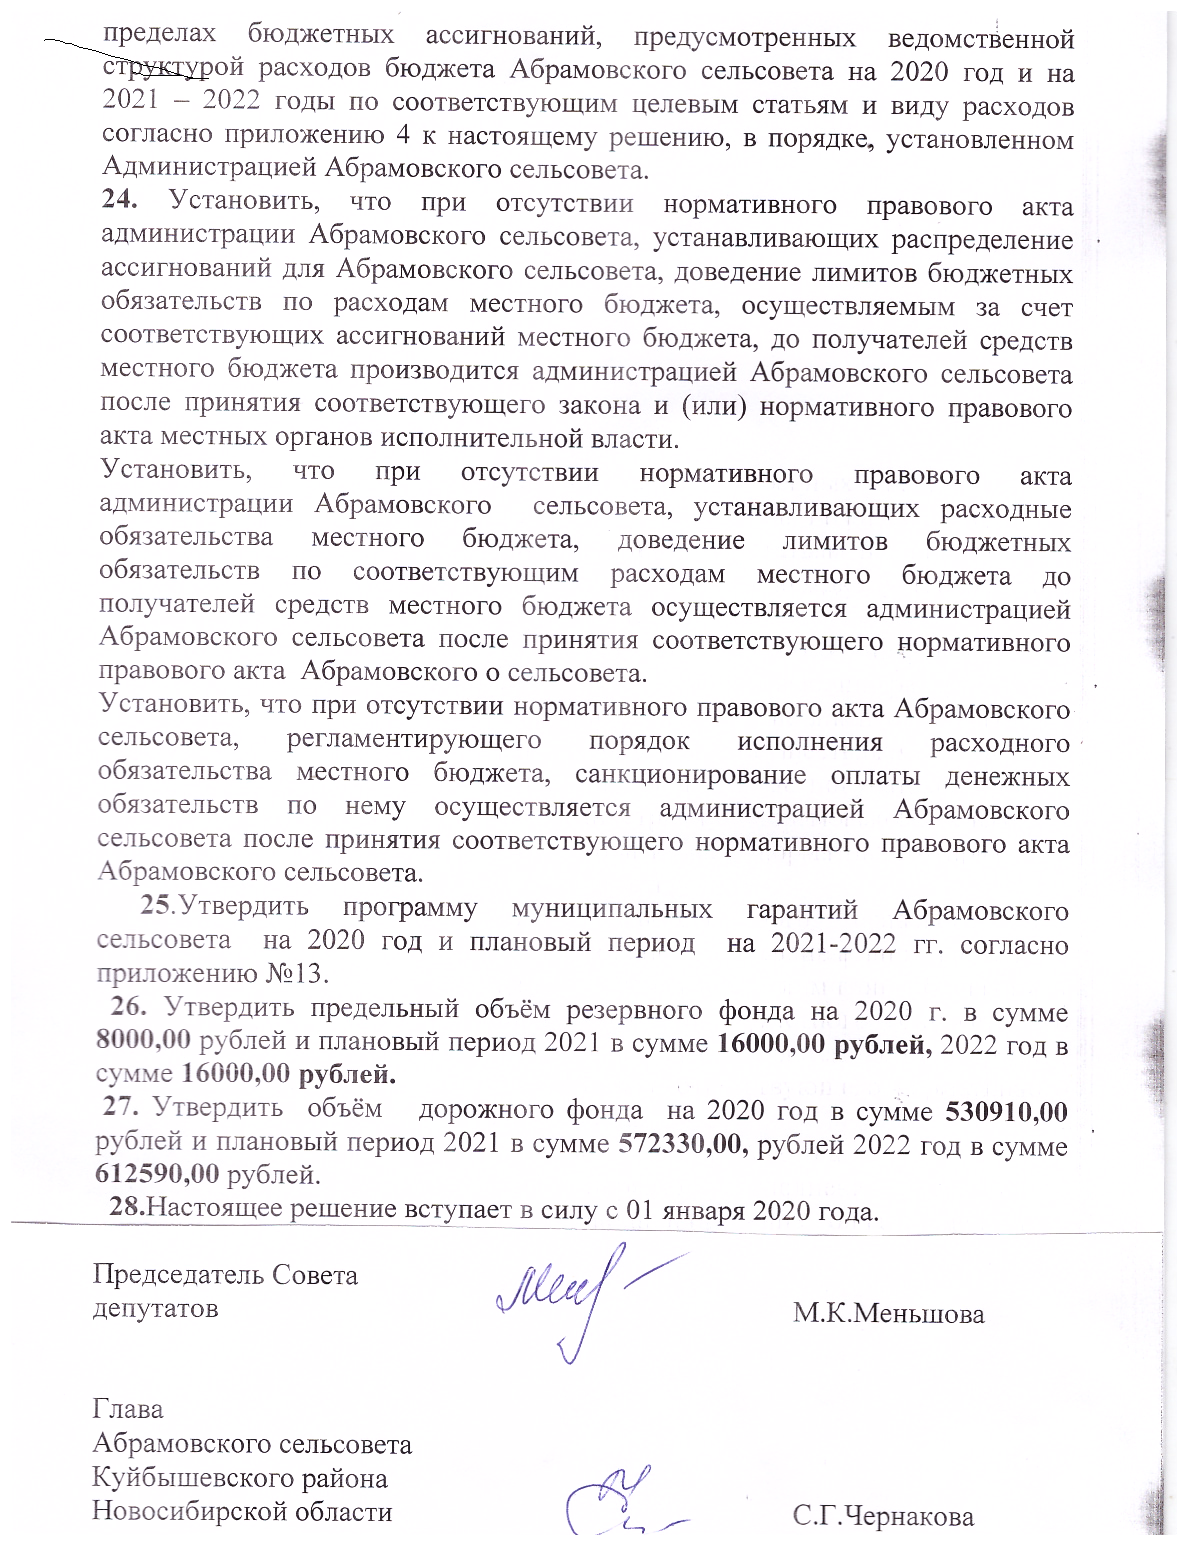 пределах бюджетных ассигнований, предусмотренных ведомственной
структурой расходов бюджета Абрамовского сельсовета на 2020 год и на
2021 – 2022 годы по соответствующим целевым статьям и виду расходов
согласно приложению 4 к настоящему решению, в порядке, установленном
Администрацией Абрамовского сельсовета.
24. Установить, что при отсутствии нормативного правового акта
администрации Абрамовского сельсовета, устанавливающих распределение
ассигнований для Абрамовского сельсовета, доведение лимитов бюджетных
обязательств по расходам местного бюджета, осуществляемым за счет
соответствующих ассигнований местного бюджета, до получателей средств
местного бюджета производится администрацией Абрамовского сельсовета
после принятия соответствующего закона и (или) нормативного правового
акта местных органов исполнительной власти.
Установить, что при отсутствии нормативного правового акта
администрации Абрамовского сельсовета, устанавливающих расходные
обязательства местного бюджета, доведение лимитов бюджетных
обязательств по соответствующим расходам местного бюджета до
получателей средств местного бюджета осуществляется администрацией
Абрамовского сельсовета после принятия соответствующего нормативного
правового акта Абрамовского о сельсовета.
Установить, что при отсутствии нормативного правового акта Абрамовского
сельсовета, регламентирующего порядок исполнения расходного
обязательства местного бюджета, санкционирование оплаты денежных
обязательств по нему осуществляется администрацией Абрамовского
сельсовета после принятия соответствующего нормативного правового акта
Абрамовского сельсовета.
25.Утвердить программу муниципальных гарантий Абрамовского
сельсовета на 2020 год и плановый период на 2021-2022 гг. согласно
приложению №13.
26. Утвердить предельный объём резервного фонда на 2020 г. в сумме
8000,00 рублей и плановый период 2021 в сумме 16000,00 рублей, 2022 год в
сумме 16000,00 рублей.
27. Утвердить объём дорожного фонда на 2020 год в сумме 530910,00
рублей и плановый период 2021 в сумме 572330,00, рублей 2022 год в сумме
612590,00 рублей.
28.Настоящее решение вступает в силу с 01 января 2020 года.
Председатель Совета
депутатов
М.К.Меньшова
Глава
Абрамовского сельсовета
Куйбышевского района
Новосибирской области
С.Г.Чернакова